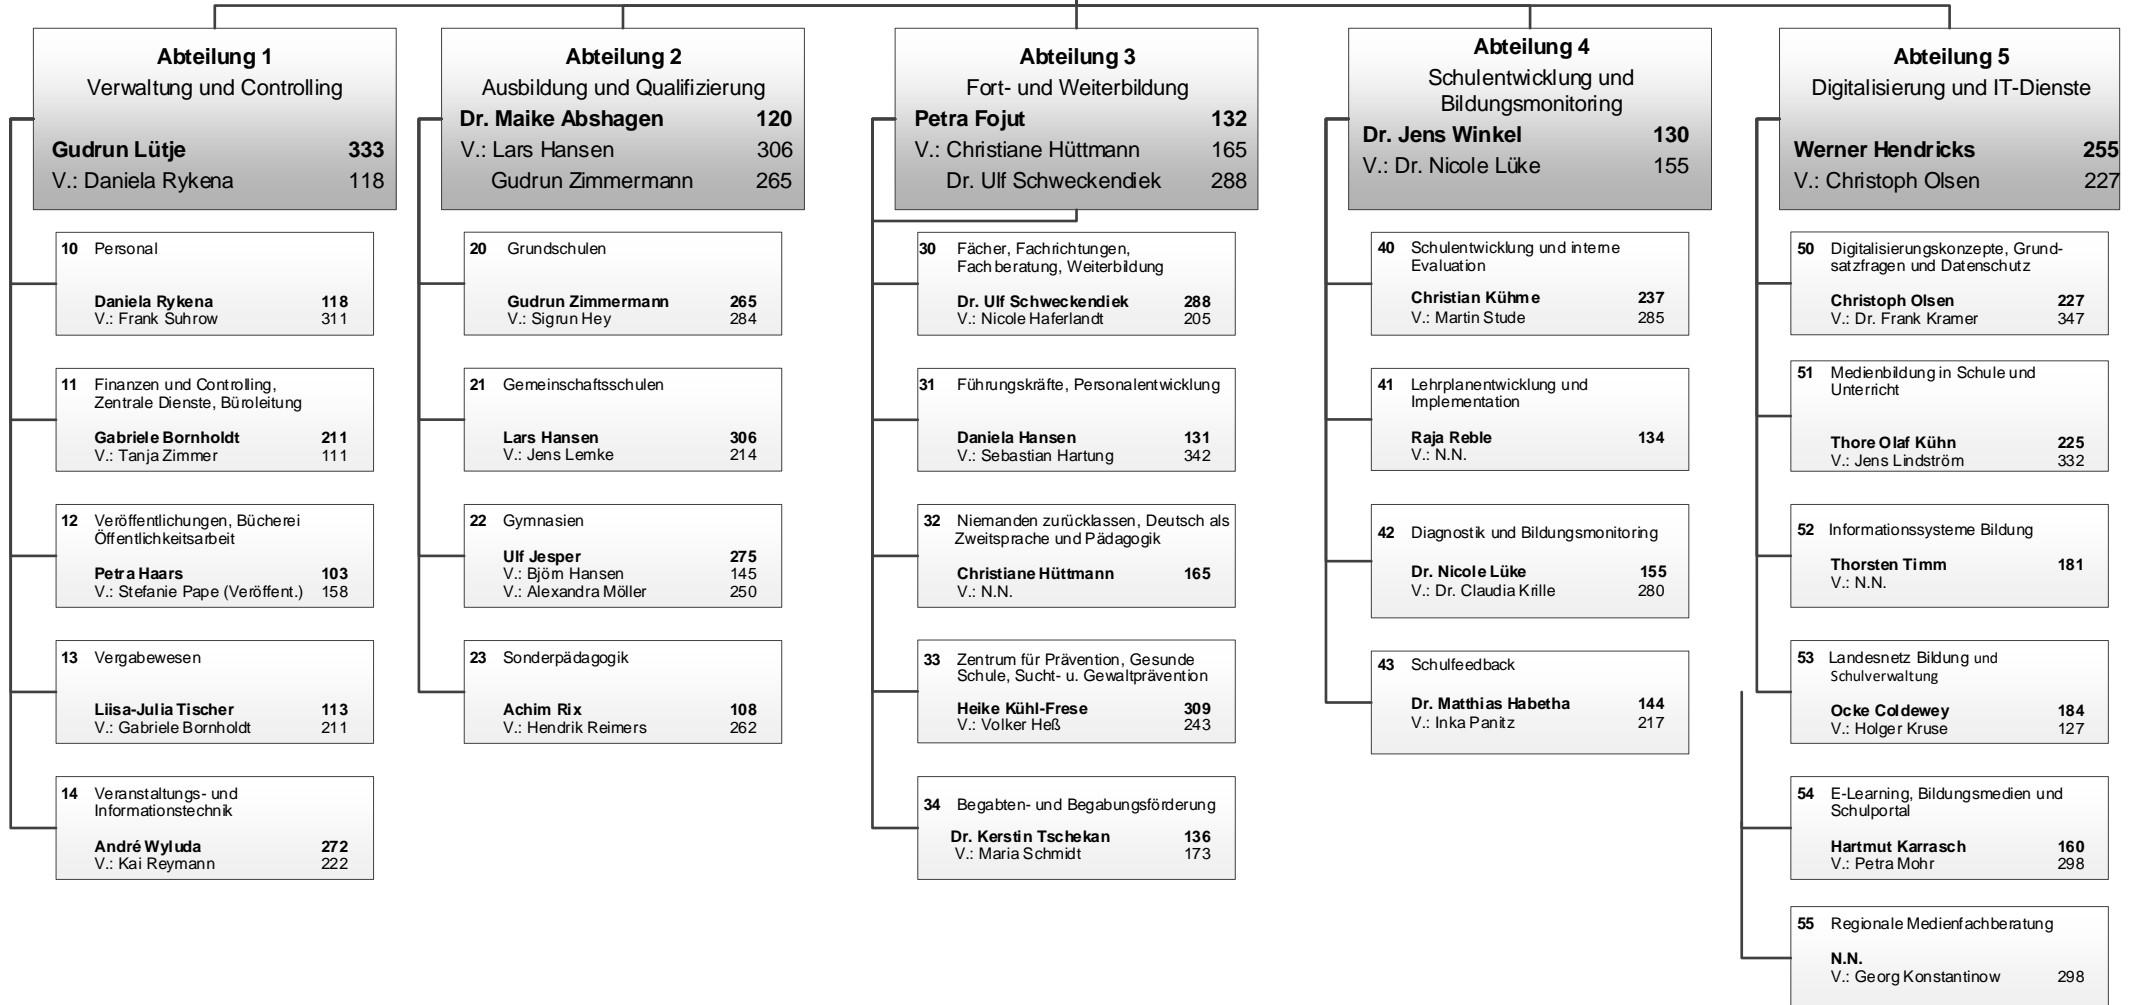 Abteilung 1
Verwaltung und Controlling
Gudrun Lütje 333
V.: Daniela Rykena 118
10 Personal
Daniela Rykena 118
V.: Frank Suhrow 311
11 Finanzen und Controlling,
Zentrale Dienste, Büroleitung
Gabriele Bornholdt 211
V.: Tanja Zimmer 111
12 Veröffentlichungen, Bücherei
Öffentlichkeitsarbeit
Petra Haars 103
V.: Stefanie Pape (Veröffent.) 158
13 Vergabewesen
Liisa-Julia Tischer 113
V.: Gabriele Bornholdt 211
14 Veranstaltungs- und
Informationstechnik
André Wyluda 272
V.: Kai Reymann 222
Abteilung 2
Ausbildung und Qualifizierung
Dr. Maike Abshagen 120
V.: Lars Hansen 306
Gudrun Zimmermann 265
20 Grundschulen
Gudrun Zimmermann 265
V.: Sigrun Hey 284
21 Gemeinschaftsschulen
Lars Hansen 306
V.: Jens Lemke 214
22 Gymnasien
Ulf Jesper 275
V.: Björn Hansen 145
V.: Alexandra Möller 250
23 Sonderpädagogik
Achim Rix 108
V.: Hendrik Reimers 262
Abteilung 3
Fort- und Weiterbildung
Petra Fojut 132
V.: Christiane Hüttmann 165
Dr. Ulf Schweckendiek 288
30 Fächer, Fachrichtungen,
Fachberatung, Weiterbildung
Dr. Ulf Schweckendiek 288
V.: Nicole Haferlandt 205
31 Führungskräfte, Personalentwicklung
Daniela Hansen 131
V.: Sebastian Hartung 342
32 Niemanden zurücklassen, Deutsch als
Zweitsprache und Pädagogik
Christiane Hüttmann 165
V.: N.N.
33 Zentrum für Prävention, Gesunde
Schule, Sucht- u. Gewaltprävention
Heike Kühl-Frese 309
V.: Volker Heß 243
34 Begabten- und Begabungsförderung
Dr. Kerstin Tschekan 136
V.: Maria Schmidt 173
Abteilung 4
Schulentwicklung und
Bildungsmonitoring
Dr. Jens Winkel 130
V.: Dr. Nicole Lüke 155
40 Schulentwicklung und interne
Evaluation
Christian Kühme 237
V.: Martin Stude 285
41 Lehrplanentwicklung und
Implementation
Raja Reble 134
V.: N.N.
42 Diagnostik und Bildungsmonitoring
Dr. Nicole Lüke 155
V.: Dr. Claudia Krille 280
43 Schulfeedback
Dr. Matthias Habetha 144
V.: Inka Panitz 217
Abteilung 5
Digitalisierung und IT-Dienste
Werner Hendricks 255
V.: Christoph Olsen 227
50 Digitalisierungskonzepte, Grund-
satzfragen und Datenschutz
Christoph Olsen 227
V.: Dr. Frank Kramer 347
51 Medienbildung in Schule und
Unterricht
Thore Olaf Kühn 225
V.: Jens Lindström 332
52 Informationssysteme Bildung
Thorsten Timm 181
V.: N.N.
53 Landesnetz Bildung und
Schulverwaltung
Ocke Coldewey 184
V.: Holger Kruse 127
54 E-Learning, Bildungsmedien und
Schulportal
Hartmut Karrasch 160
V.: Petra Mohr 298
55 Regionale Medienfachberatung
N.N.
V.: Georg Konstantinow 298